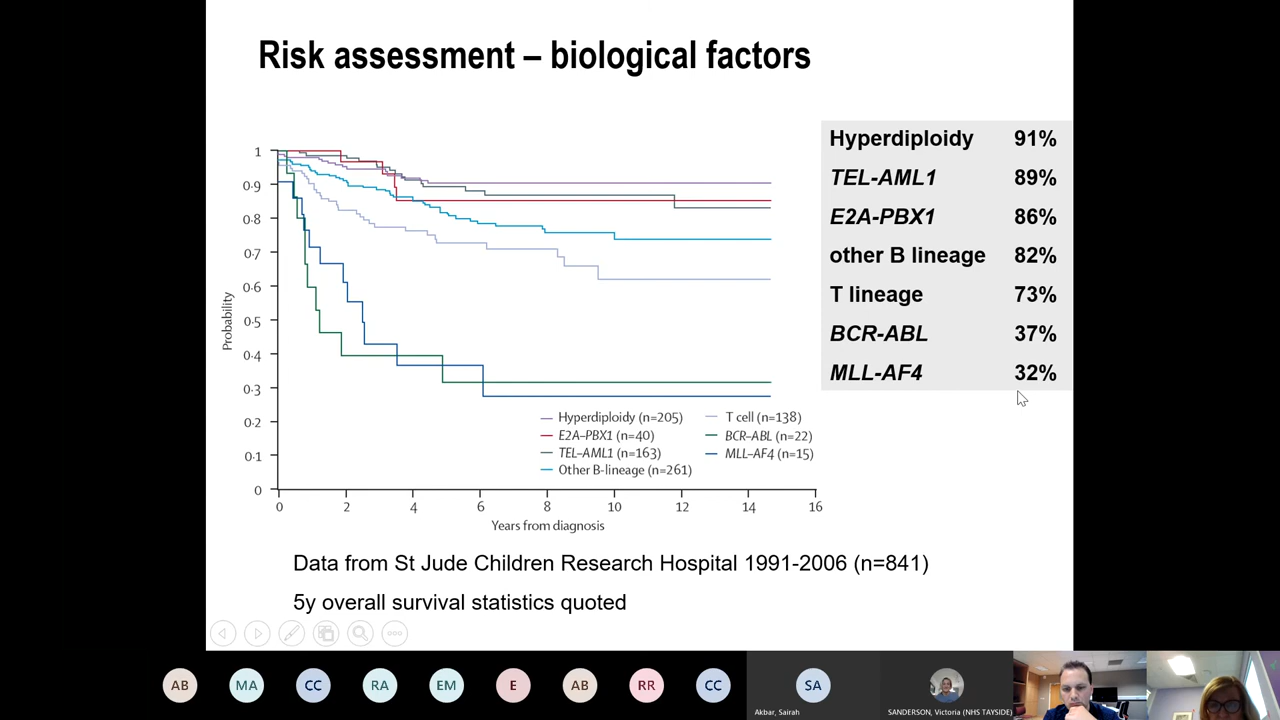 Risk assessment – biological factors
Hyperdiploidy 91%
TEL-AML1 89%
E2A-PBX1 86%
other B lineage 82%
T lineage 73%
BCR-ABL 37%
MLL-AF4 32%
1
0·9
0·8
0·7
0·6
0·5
0·4
0·3
0·2
0·1
0
Probability
Hyperdiploidy (n=205)
E2A–PBX1 (n=40)
TEL–AML1 (n=163)
Other B-lineage (n=261)
T cell (n=138)
BCR-ABL (n=22)
MLL–AF4 (n=15)
0 2 4 6 8 10 12 14 16
Years from diagnosis
Data from St Jude Children Research Hospital 1991-2006 (n=841)
5y overall survival statistics quoted
AB MA CC RA EM E AB RR CC SA
Akbar, Sairah
SANDERSON, Victoria (NHS TAYSIDE)